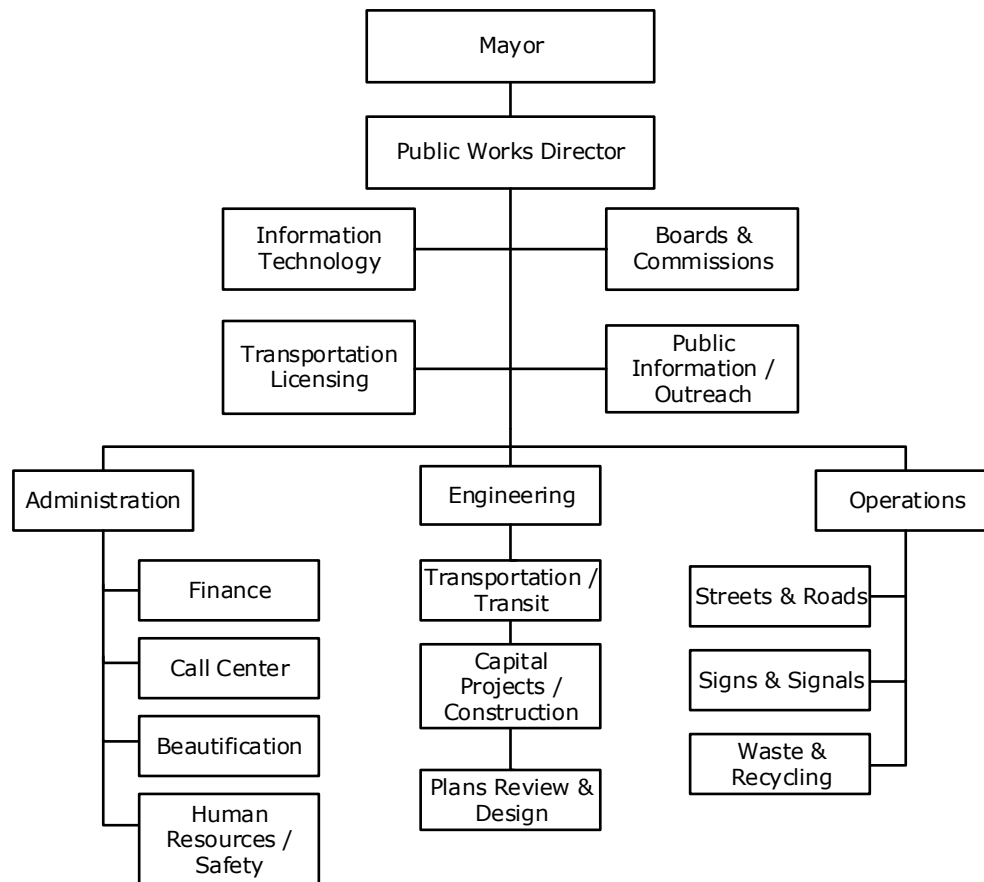 Mayor
Public Works Director
Information
Technology
Boards &
Commissions
Transportation
Licensing
Public
Information /
Outreach
Administration
Engineering
Operations
Finance
Call Center
Beautification
Human
Resources /
Safety
Transportation /
Transit
Capital
Projects /
Construction
Plans Review &
Design
Streets & Roads
Signs & Signals
Waste &
Recycling